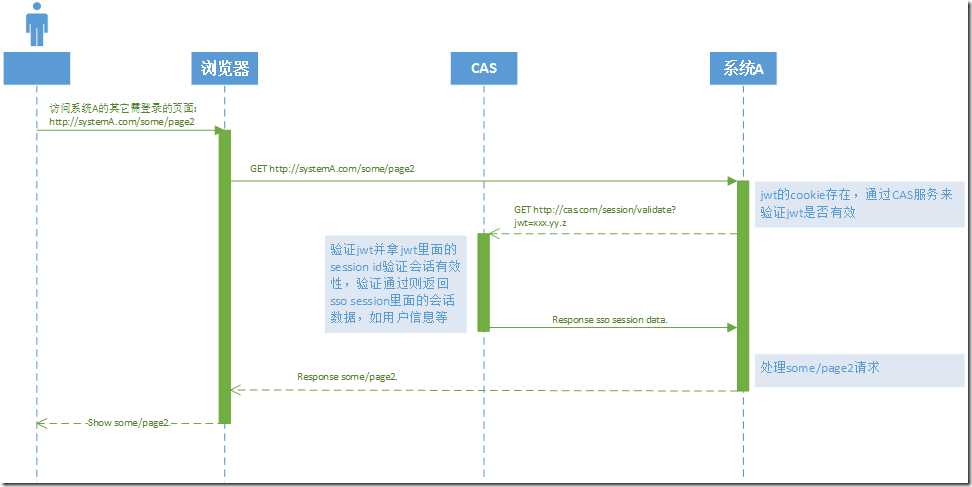 浏览器
CAS
系统A
访问系统A的其它需登录的页面:
http://systemA.com/some/page2
GET http://systemA.com/some/page2
jwt的cookie存在，通过CAS服务来
验证jwt是否有效
GET http://cas.com/session/validate?
jwt=xxx.yy.z
验证jwt并拿jwt里面的
session id验证会话有效
性，验证通过则返回
sso session里面的会话
数据，如用户信息等
Response sso session data.
处理some/page2请求
Response some/page2.
Show some/page2.